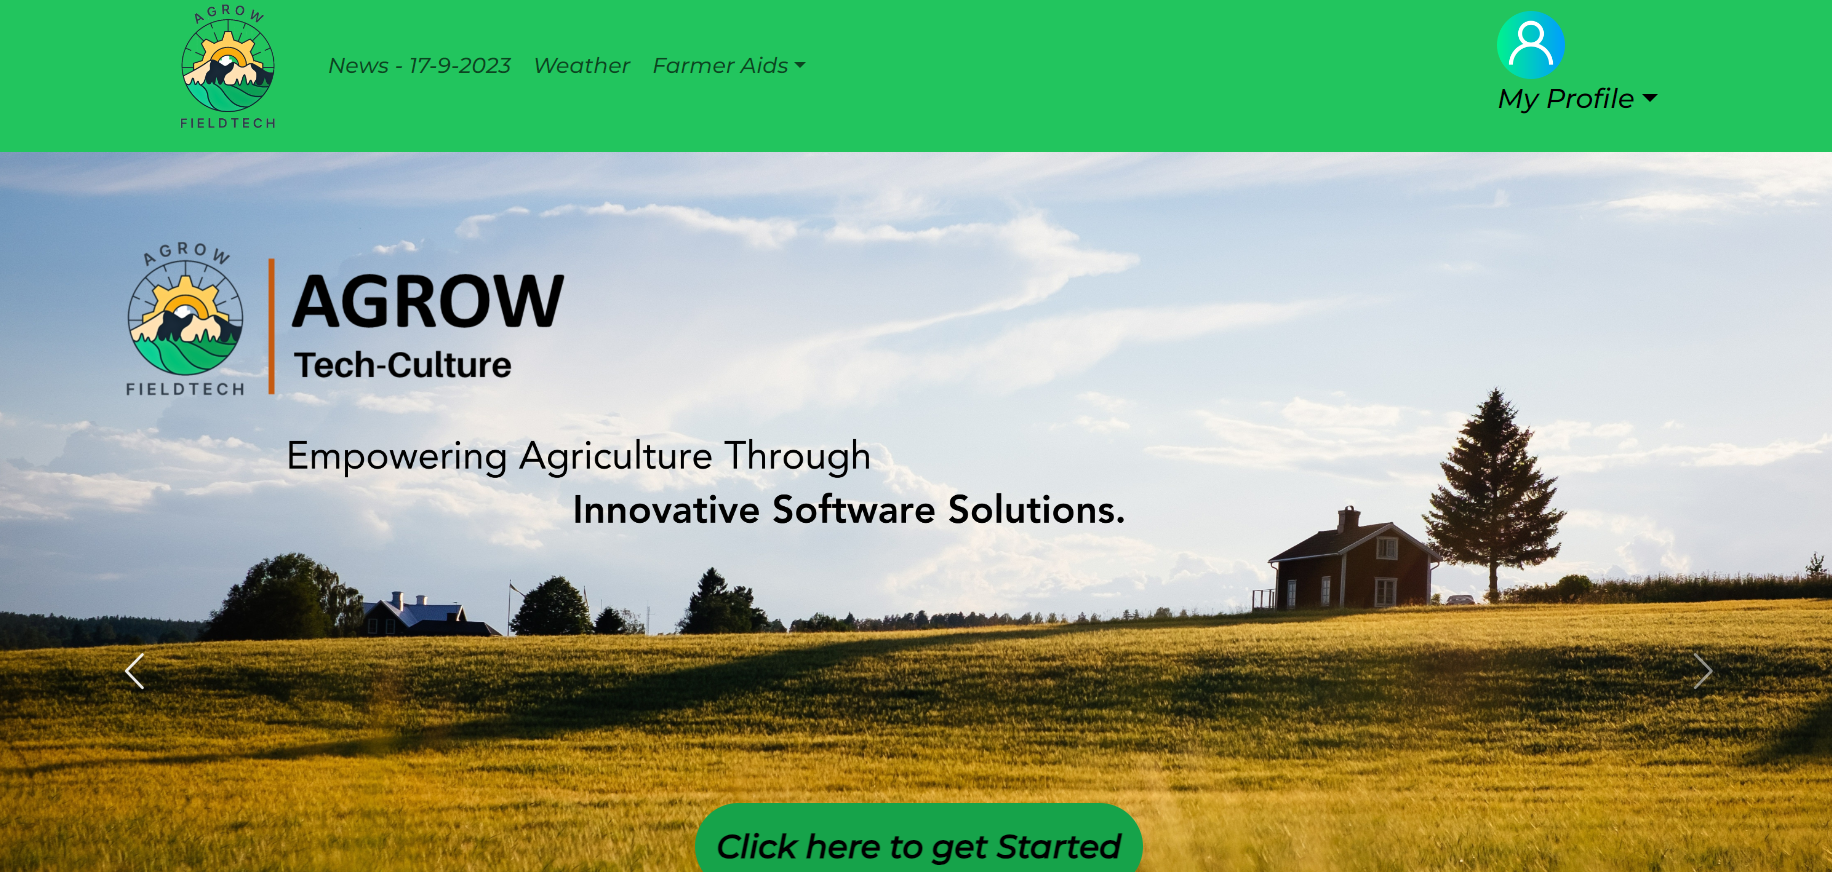 AGROW
FIELDTECH
News - 17-9-2023 Weather Farmer Aids
My Profile
AGROW
FIELDTECH
AGROW
Tech-Culture
Empowering Agriculture Through
Innovative Software Solutions.
Click here to get Started